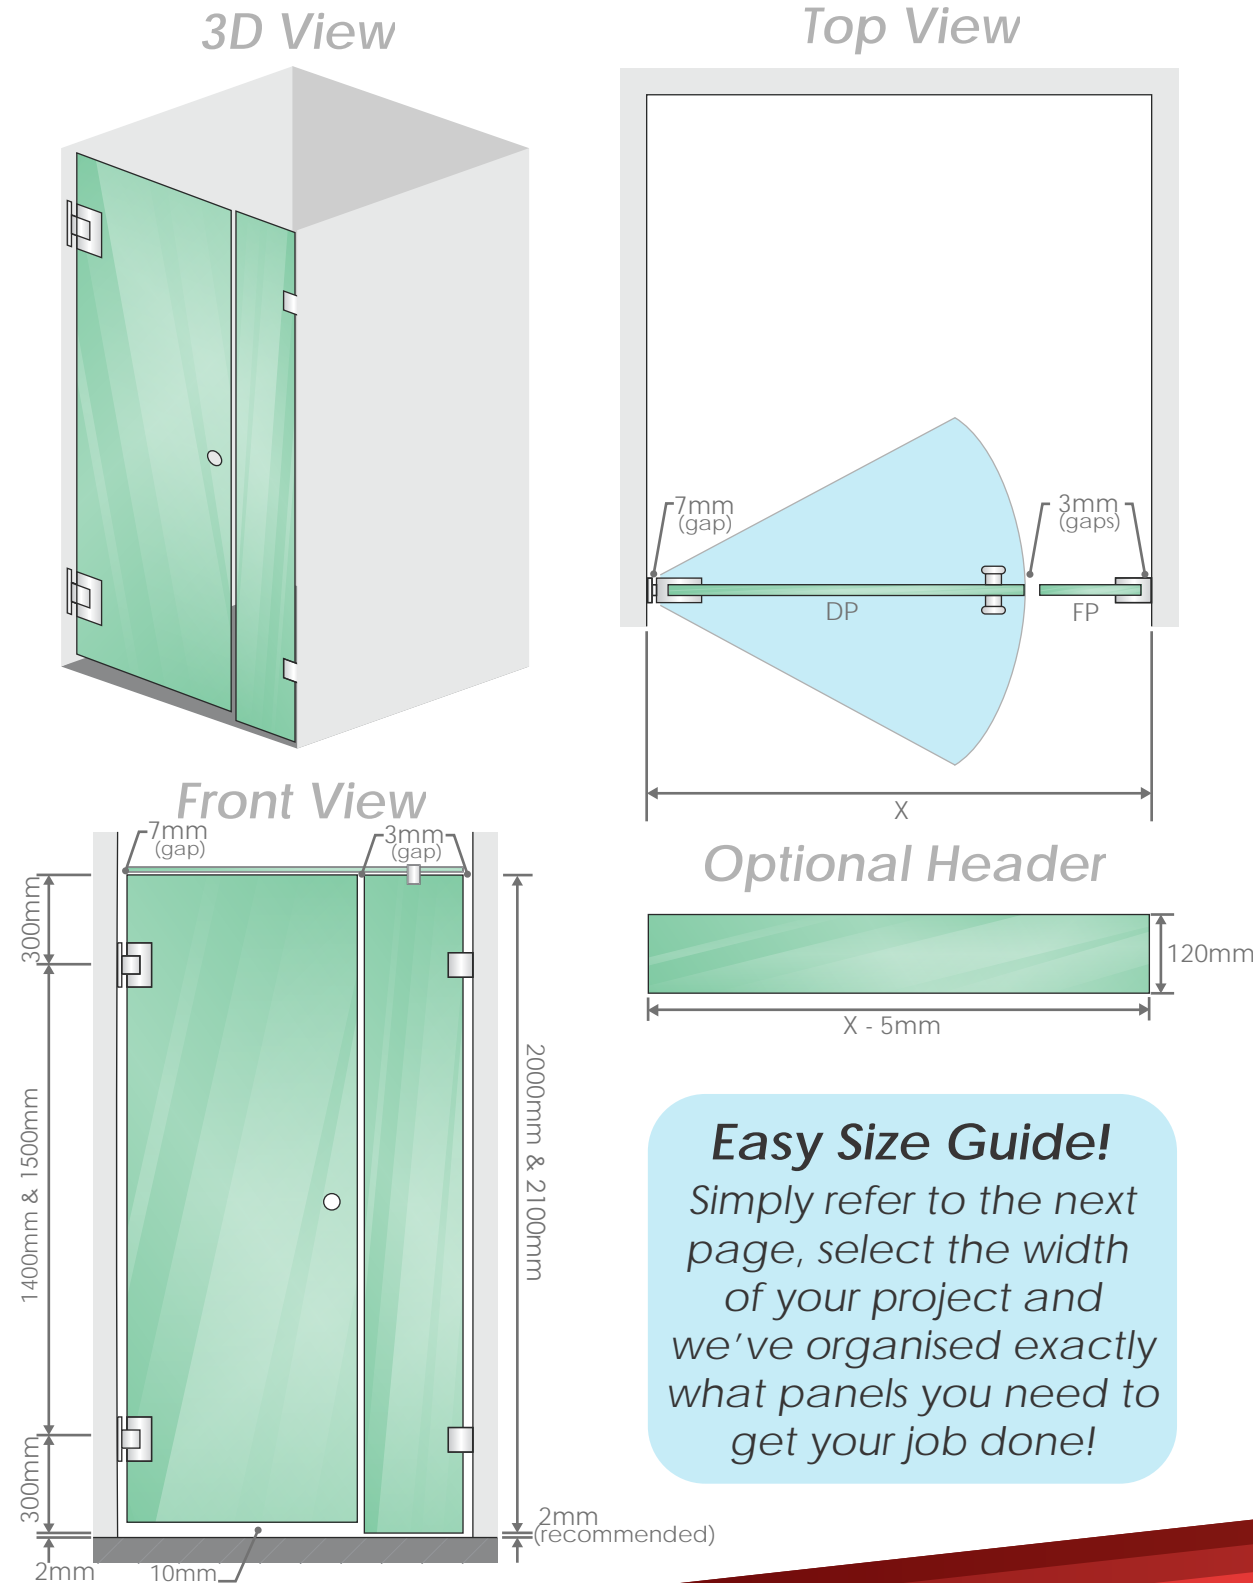 3D View
Top View
7mm
(gap)
3mm
(gaps)
DP
FP
X
Front View
7mm
(gap)
3mm
(gap)
300mm
1400mm & 1500mm
300mm
2mm
10mm
2000mm & 2100mm
2mm
(recommended)
Optional Header
120mm
X - 5mm
Easy Size Guide!
Simply refer to the next
page, select the width
of your project and
we've organised exactly
what panels you need to
get your job done!